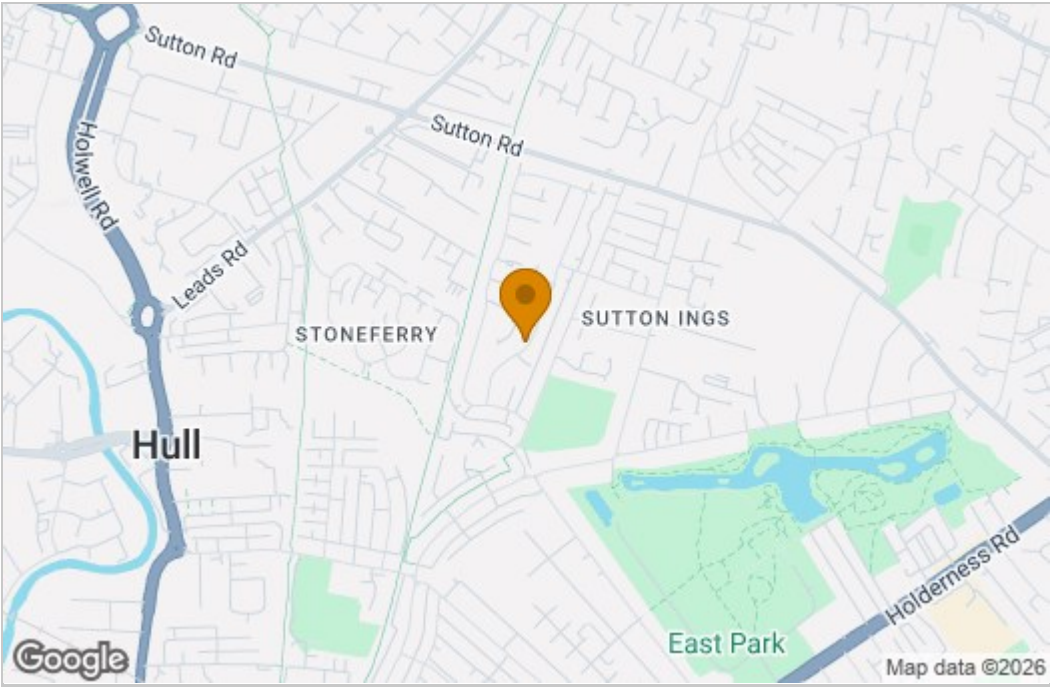 Sutton Rd
Sutton Rd
Holwell Rd
Leads Rd
SUTTON INGS
STONEFERRY
Hull
Holderness Rd
East Park
Google
Map data ©2026